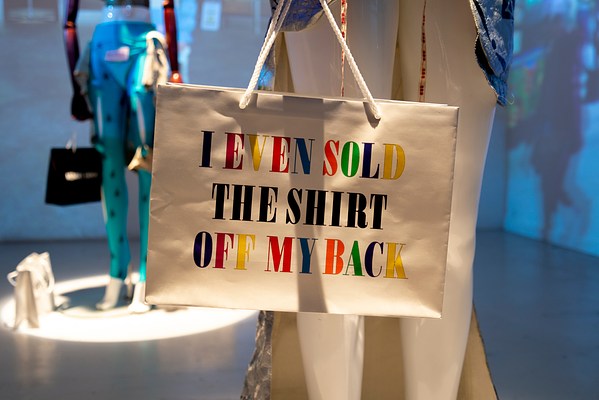 I EVEN SOLD
THE SHIRT
OFF MY BACK